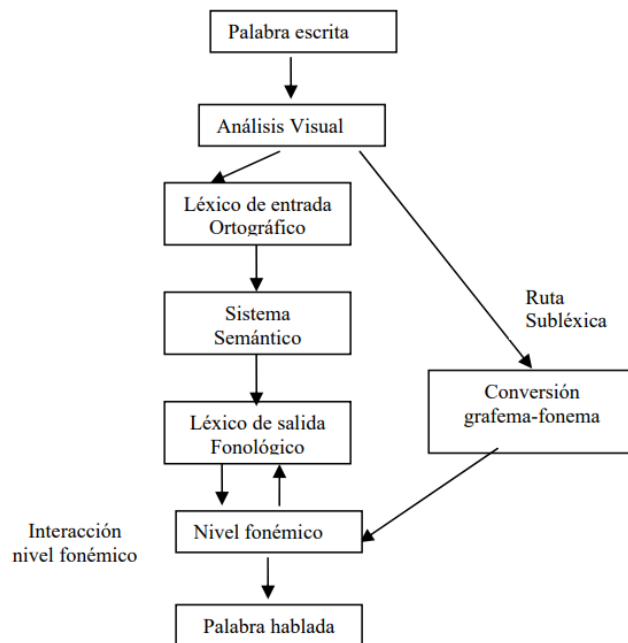 Palabra escrita
Análisis Visual
Léxico de entrada
Ortográfico
Sistema
Semántico
Ruta
Subléxica
Conversión
grafema-fonema
Léxico de salida
Fonológico
Interacción
nivel fonémico
Nivel fonémico
Palabra hablada